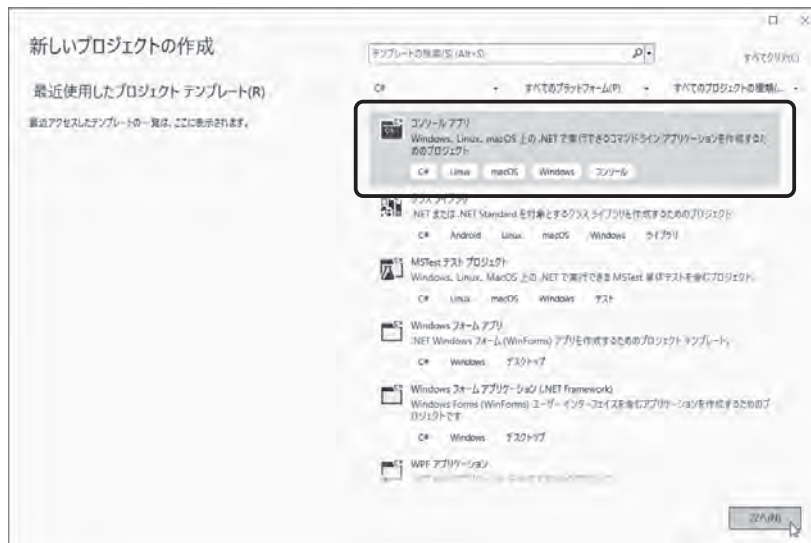 新しいプロジェクトの作成
テンプレートの検索(S) (Alt+S)
すべてクリア(C)
最近使用したプロジェクト テンプレート(R)
C#
すべてのプラットフォーム(P)
すべてのプロジェクトの種類(...
最近アクセスしたテンプレートの一覧は、ここに表示されます。
コンソール アプリ
Windows、Linux、macOS 上の .NET で実行できるコマンドライン アプリケーションを作成するた
めのプロジェクト
C# Linux macOS Windows コンソール
クラス ライブラリ
.NET または .NET Standard を対象とするクラス ライブラリを作成するためのプロジェクト
C# Android Linux macOS Windows ライブラリ
MSTest テスト プロジェクト
Windows、Linux、MacOS 上の .NET で実行できる MSTest 単体テストを含むプロジェクト。
C# Linux macOS Windows テスト
Windows フォーム アプリ
.NET Windows フォーム (WinForms) アプリを作成するためのプロジェクト テンプレート。
C# Windows デスクトップ
Windows フォーム アプリケーション (.NET Framework)
Windows Forms (WinForms) ユーザー インターフェイスを含むアプリケーションを作成するためのプ
ロジェクトです
C# Windows デスクトップ
WPF アプリケーション
次へ(N)